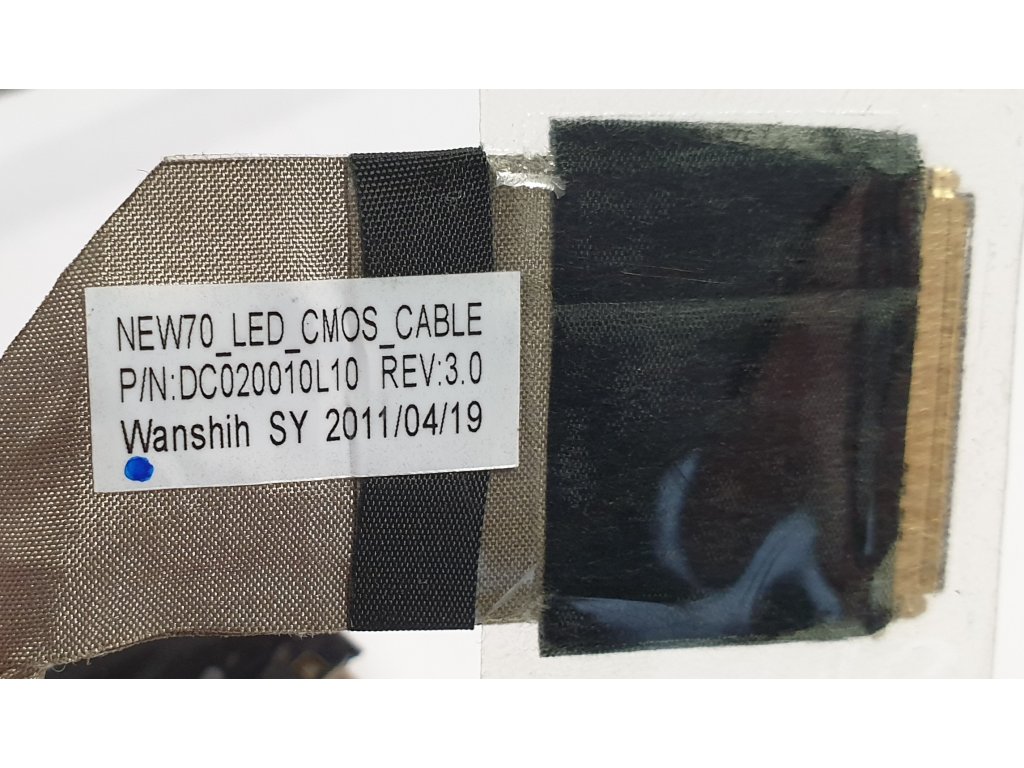 NEW70_LED_CMOS_CABLE
P/N:DC020010L10 REV:3.0
Wanshih SY 2011/04/19